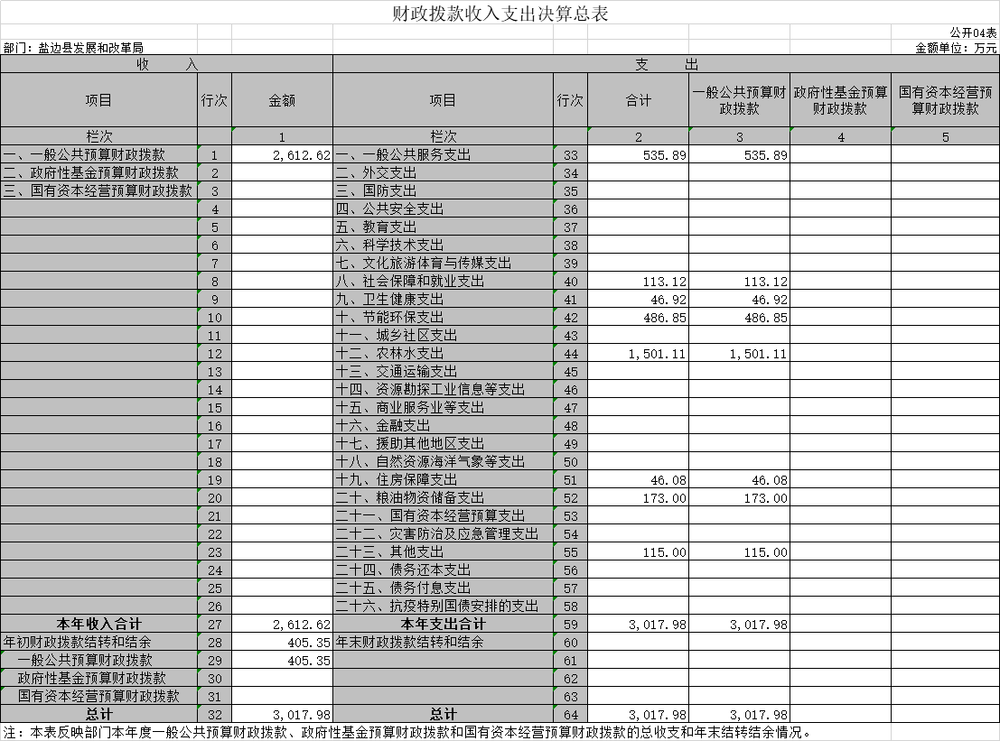 财政拨款收入支出决算总表
公开04表
部门：盐边县发展和改革局 金额单位：万元
收 入 支 出
项目 行次 金额 项目 行次 合计 一般公共预算财政拨款 政府性基金预算财政拨款 国有资本经营预算财政拨款
栏次 1 栏次 2 3 4 5
一、一般公共预算财政拨款 1 2,612.62 一、一般公共服务支出 33 535.89 535.89
二、政府性基金预算财政拨款 2 二、外交支出 34
三、国有资本经营预算财政拨款 3 三、国防支出 35
4 四、公共安全支出 36
5 五、教育支出 37
6 六、科学技术支出 38
7 七、文化旅游体育与传媒支出 39
8 八、社会保障和就业支出 40 113.12 113.12
9 九、卫生健康支出 41 46.92 46.92
10 十、节能环保支出 42 486.85 486.85
11 十一、城乡社区支出 43
12 十二、农林水支出 44 1,501.11 1,501.11
13 十三、交通运输支出 45
14 十四、资源勘探工业信息等支出 46
15 十五、商业服务业等支出 47
16 十六、金融支出 48
17 十七、援助其他地区支出 49
18 十八、自然资源海洋气象等支出 50
19 十九、住房保障支出 51 46.08 46.08
20 二十、粮油物资储备支出 52 173.00 173.00
21 二十一、国有资本经营预算支出 53
22 二十二、灾害防治及应急管理支出 54
23 二十三、其他支出 55 115.00 115.00
24 二十四、债务还本支出 56
25 二十五、债务付息支出 57
26 二十六、抗疫特别国债安排的支出 58
本年收入合计 27 2,612.62 本年支出合计 59 3,017.98 3,017.98
年初财政拨款结转和结余 28 405.35 年末财政拨款结转和结余 60
一般公共预算财政拨款 29 405.35 61
政府性基金预算财政拨款 30 62
国有资本经营预算财政拨款 31 63
总计 32 3,017.98 总计 64 3,017.98 3,017.98
注：本表反映部门本年度一般公共预算财政拨款、政府性基金预算财政拨款和国有资本经营预算财政拨款的总收支和年末结转结余情况。